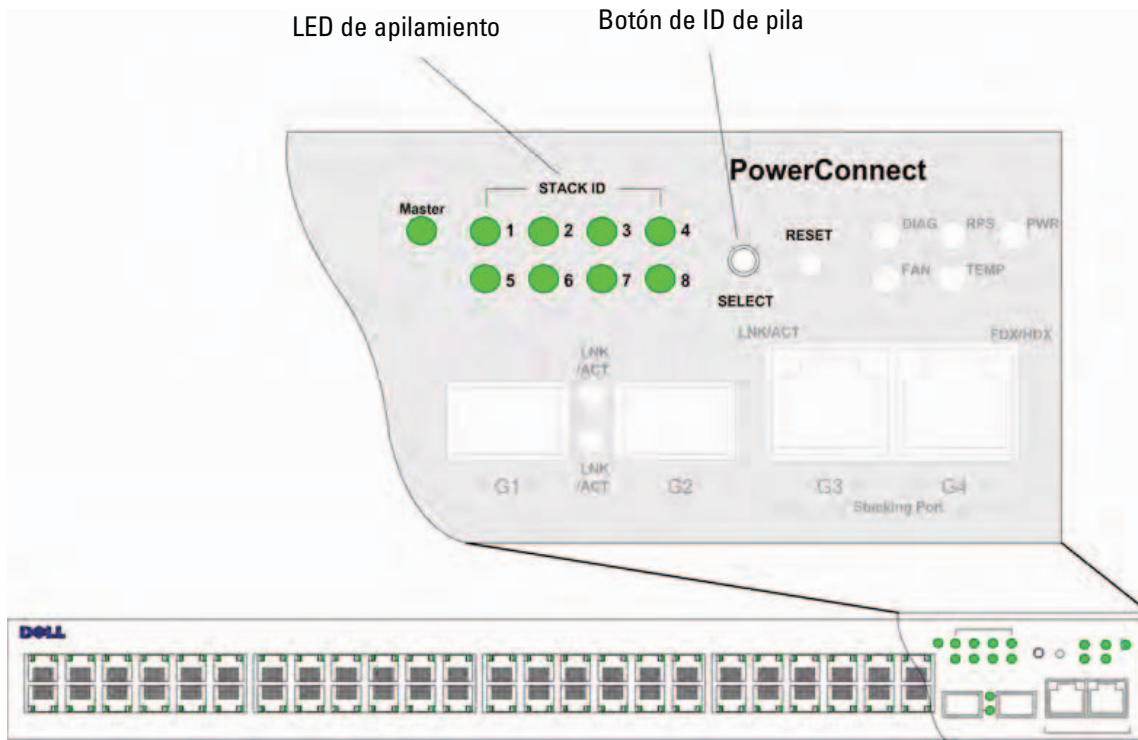 LED de apilamiento
Botón de ID de pila
PowerConnect
STACK ID
Master
1 2 3 4
RESET
DIAG RPS PWR
5 6 7 8
FAN TEMP
SELECT
LNK/ACT
FDX/HDX
LNK
/ACT
LNK
/ACT
G1
G2
G3
G4
Stacking Port
DELL